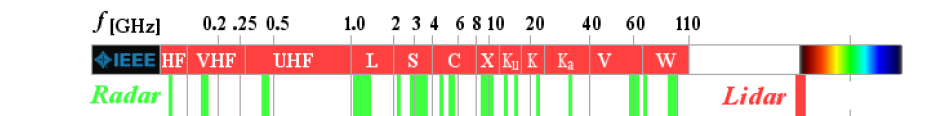 f [GHz] 0.2 .25 0.5 1.0 2 3 4 6 8 10 20 40 60 110
IEEE HF VHF UHF L S C X Ku K Ka V W
Radar Lidar